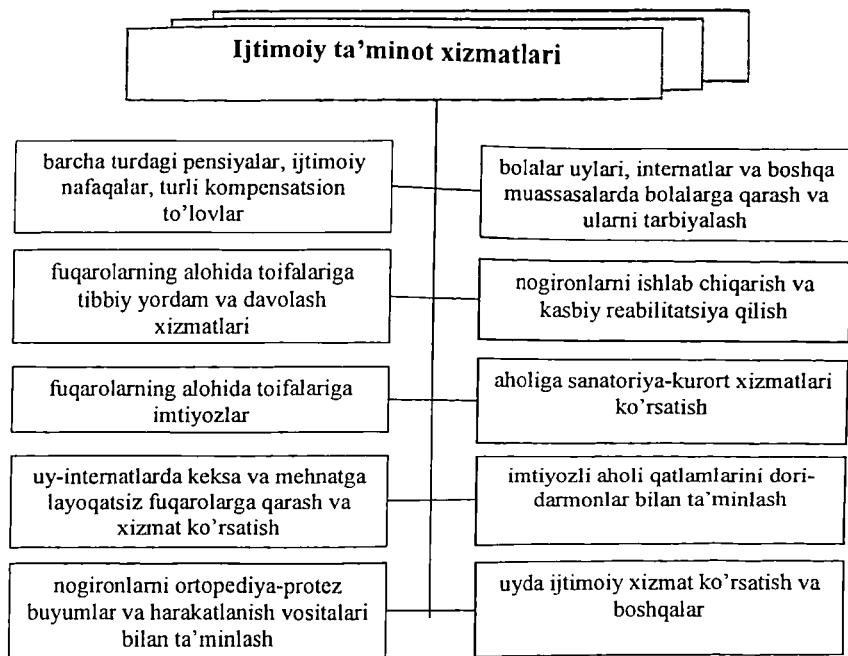 Ijtimoiy ta'minot xizmatlari
barcha turdagi pensiyalar, ijtimoiy
nafaqalar, turli kompensatsion
to'lovlar
bolalar uylari, internatlar va boshqa
muassasalarda bolalarga qarash va
ularni tarbiyalash
fuqarolarning alohida toifalariga
tibbiy yordam va davolash
xizmatlari
nogironlarni ishlab chiqarish va
kasbiy reabilitatsiya qilish
fuqarolarning alohida toifalariga
imtiyozlar
aholiga sanatoriya-kurort xizmatlari
ko'rsatish
uy-internatlarda keksa va mehnatga
layoqatsiz fuqarolarga qarash va
xizmat ko'rsatish
imtiyozli aholi qatlamlarini dori-
darmonlar bilan ta'minlash
nogironlarni ortopediya-protez
buyumlar va harakatlanish vositalari
bilan ta'minlash
uyda ijtimoiy xizmat ko'rsatish va
boshqalar